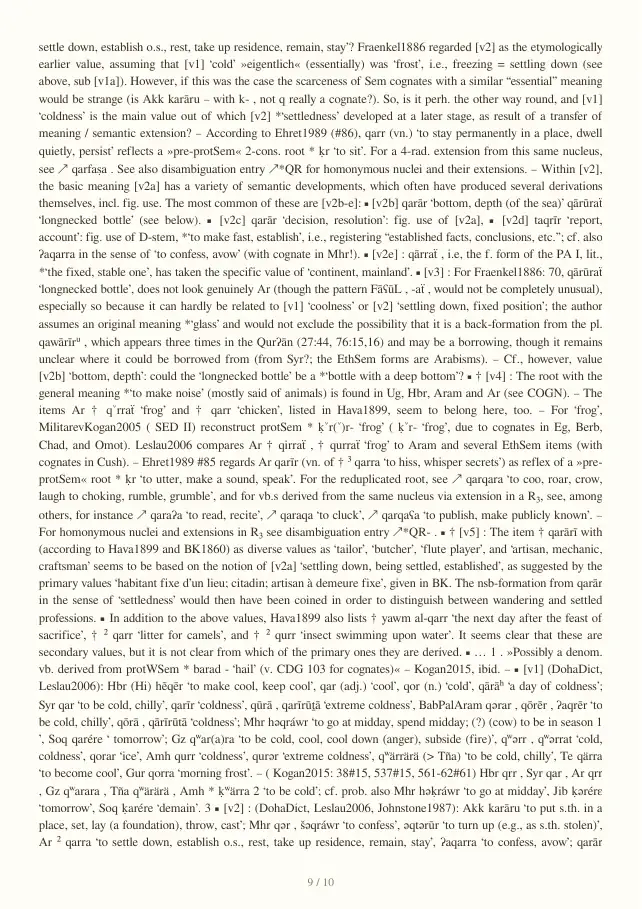 settle down, establish o.s., rest, take up residence, remain, stay’? Fraenkel1886 regarded [v2] as the etymologically
earlier value, assuming that [v1] ‘cold’ »eigentlich« (essentially) was ‘frost’, i.e., freezing = settling down (see
above, sub [v1a]). However, if this was the case the scarceness of Sem cognates with a similar “essential” meaning
would be strange (is Akk karāru – with k- , not q really a cognate?). So, is it perh. the other way round, and [v1]
‘coldness’ is the main value out of which [v2] *‘settledness’ developed at a later stage, as result of a transfer of
meaning / semantic extension? – According to Ehret1989 (#86), qarr (vn.) ‘to stay permanently in a place, dwell
quietly, persist’ reflects a »pre-protSem« 2-cons. root * ḳr ‘to sit’. For a 4-rad. extension from this same nucleus,
see ↗ qarfaṣa . See also disambiguation entry ↗*QR for homonymous nuclei and their extensions. – Within [v2],
the basic meaning [v2a] has a variety of semantic developments, which often have produced several derivations
themselves, incl. fig. use. The most common of these are [v2b-e]: ▪ [v2b] qarār ‘bottom, depth (of the sea)’ qārūraẗ
‘longnecked bottle’ (see below). ▪ [v2c] qarār ‘decision, resolution’: fig. use of [v2a], ▪ [v2d] taqrīr ‘report,
account’: fig. use of D-stem, *‘to make fast, establish’, i.e., registering “established facts, conclusions, etc.”; cf. also
ʔaqarra in the sense of ‘to confess, avow’ (with cognate in Mhr!). ▪ [v2e] : qārraẗ , i.e, the f. form of the PA I, lit.,
*‘the fixed, stable one’, has taken the specific value of ‘continent, mainland’. ▪ [v3] : For Fraenkel1886: 70, qārūraẗ
‘longnecked bottle’, does not look genuinely Ar (though the pattern FāʕūL , -aẗ , would not be completely unusual),
especially so because it can hardly be related to [v1] ‘coolness’ or [v2] ‘settling down, fixed position’; the author
assumes an original meaning *‘glass’ and would not exclude the possibility that it is a back-formation from the pl.
qawārīrᵘ , which appears three times in the Qurʔān (27:44, 76:15,16) and may be a borrowing, though it remains
unclear where it could be borrowed from (from Syr?; the EthSem forms are Arabisms). – Cf., however, value
[v2b] ‘bottom, depth’: could the ‘longnecked bottle’ be a *‘bottle with a deep bottom’? ▪ † [v4] : The root with the
general meaning *‘to make noise’ (mostly said of animals) is found in Ug, Hbr, Aram and Ar (see COGN). – The
items Ar † qˇrraẗ ‘frog’ and † qarr ‘chicken’, listed in Hava1899, seem to belong here, too. – For ‘frog’,
MilitarevKogan2005 ( SED II) reconstruct protSem * ḳˇr(ˇ)r- ‘frog’ ( ḳˇr- ‘frog’, due to cognates in Eg, Berb,
Chad, and Omot). Leslau2006 compares Ar † qirraẗ , † qurraẗ ‘frog’ to Aram and several EthSem items (with
cognates in Cush). – Ehret1989 #85 regards Ar qarīr (vn. of † ³ qarra ‘to hiss, whisper secrets’) as reflex of a »pre-
protSem« root * ḳr ‘to utter, make a sound, speak’. For the reduplicated root, see ↗ qarqara ‘to coo, roar, crow,
laugh to choking, rumble, grumble’, and for vb.s derived from the same nucleus via extension in a R₃, see, among
others, for instance ↗ qaraʔa ‘to read, recite’, ↗ qaraqa ‘to cluck’, ↗ qarqaʕa ‘to publish, make publicly known’. –
For homonymous nuclei and extensions in R₃ see disambiguation entry ↗*QR- . ▪ † [v5] : The item † qarārī with
(according to Hava1899 and BK1860) as diverse values as ‘tailor’, ‘butcher’, ‘flute player’, and ‘artisan, mechanic,
craftsman’ seems to be based on the notion of [v2a] ‘settling down, being settled, established’, as suggested by the
primary values ‘habitant fixe d’un lieu; citadin; artisan à demeure fixe’, given in BK. The nsb-formation from qarār
in the sense of ‘settledness’ would then have been coined in order to distinguish between wandering and settled
professions. ▪ In addition to the above values, Hava1899 also lists † yawm al-qarr ‘the next day after the feast of
sacrifice’, † ² qarr ‘litter for camels’, and † ² qurr ‘insect swimming upon water’. It seems clear that these are
secondary values, but it is not clear from which of the primary ones they are derived. ▪ … 1 . »Possibly a denom.
vb. derived from protWSem * barad - ‘hail’ (v. CDG 103 for cognates)« – Kogan2015, ibid. – ▪ [v1] (DohaDict,
Leslau2006): Hbr (Hi) hēqēr ‘to make cool, keep cool’, qar (adj.) ‘cool’, qor (n.) ‘cold’, qārāʰ ‘a day of coldness’;
Syr qar ‘to be cold, chilly’, qarīr ‘coldness’, qūrā , qarīrūṯā ‘extreme coldness’, BabPalAram qərar , qōrēr , ʔaqrēr ‘to
be cold, chilly’, qōrā , qarīrūtā ‘coldness’; Mhr həqráwr ‘to go at midday, spend midday; (?) (cow) to be in season 1
’, Soq qarére ‘ tomorrow’; Gz qʷar(a)ra ‘to be cold, cool, cool down (anger), subside (fire)’, qʷərr , qʷərrat ‘cold,
coldness’, qorar ‘ice’, Amh qurr ‘coldness’, qurər ‘extreme coldness’, qʷärrärä (> Tña) ‘to be cold, chilly’, Te qärra
‘to become cool’, Gur qorra ‘morning frost’. – ( Kogan2015: 38#15, 537#15, 561-62#61) Hbr qrr , Syr qar , Ar qrr
, Gz qʷarara , Tña qʷärärä , Amh * ḳʷärra 2 ‘to be cold’; cf. prob. also Mhr həḳráwr ‘to go at midday’, Jib ḳərérɛ
‘tomorrow’, Soq ḳarére ‘demain’. 3 ▪ [v2] : (DohaDict, Leslau2006, Johnstone1987): Akk karāru ‘to put s.th. in a
place, set, lay (a foundation), throw, cast’; Mhr qər , šəqráwr ‘to confess’, əqtərūr ‘to turn up (e.g., as s.th. stolen)’,
Ar ² qarra ‘to settle down, establish o.s., rest, take up residence, remain, stay’, ʔaqarra ‘to confess, avow’; qarār
9 / 10